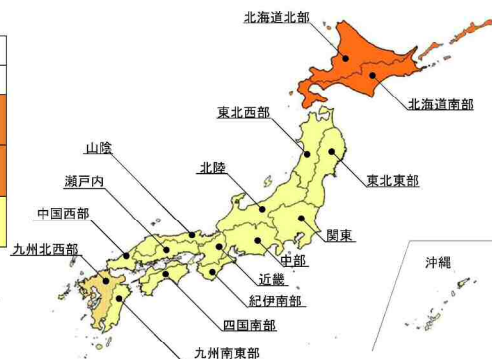 北海道北部
北海道南部
東北西部
山陰
北陸
東北東部
瀬戸内
中国西部
関東
九州北西部
中部
沖縄
近畿
紀伊南部
四国南部
九州南東部